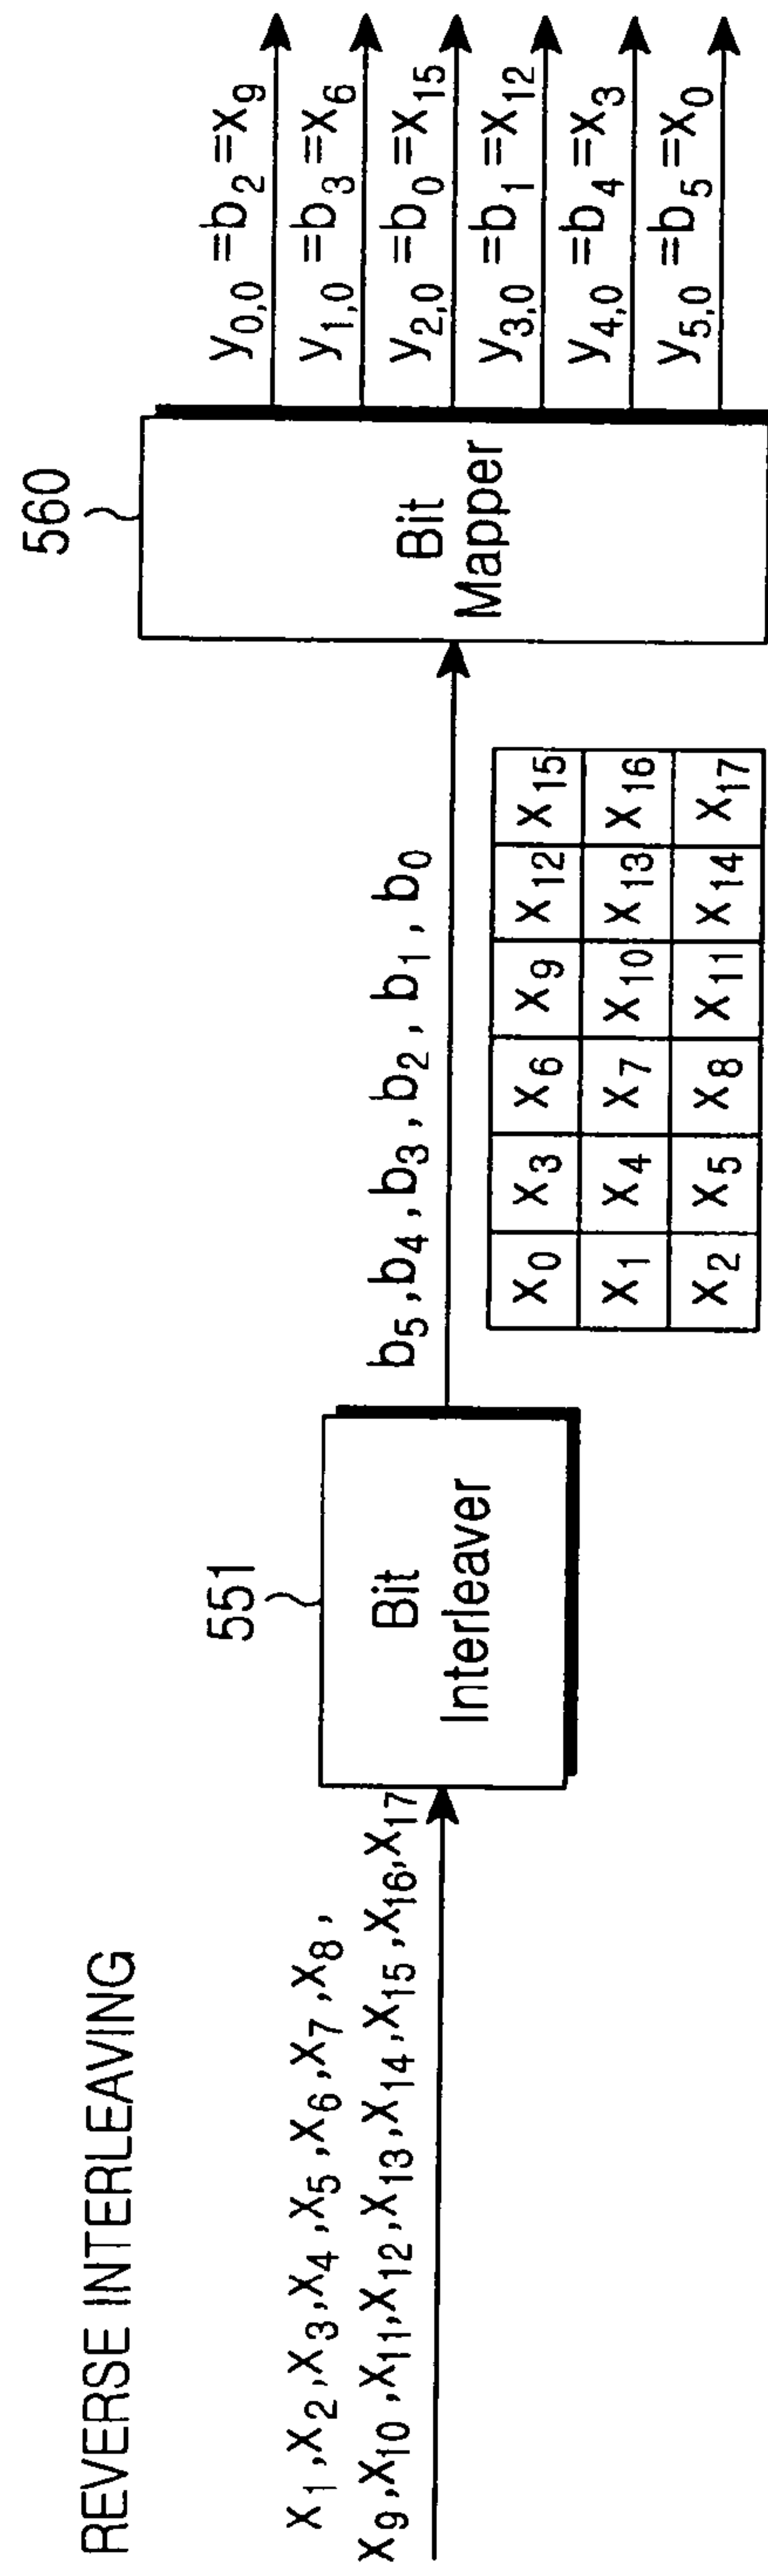 REVERSE INTERLEAVING
x₁,x₂,x₃,x₄,x₅,x₆,x₇,x₈,
x₉,x₁₀,x₁₁,x₁₂,x₁₃,x₁₄,x₁₅,x₁₆,x₁₇
551
Bit
Interleaver
b₅,b₄,b₃,b₂,b₁,b₀
x₀ x₃ x₆ x₉ x₁₂ x₁₅
x₁ x₄ x₇ x₁₀ x₁₃ x₁₆
x₂ x₅ x₈ x₁₁ x₁₄ x₁₇
560
Bit
Mapper
y₀,₀ =b₂ =x₉
y₁,₀ =b₃ =x₆
y₂,₀ =b₀ =x₁₅
y₃,₀ =b₁ =x₁₂
y₄,₀ =b₄ =x₃
y₅,₀ =b₅ =x₀